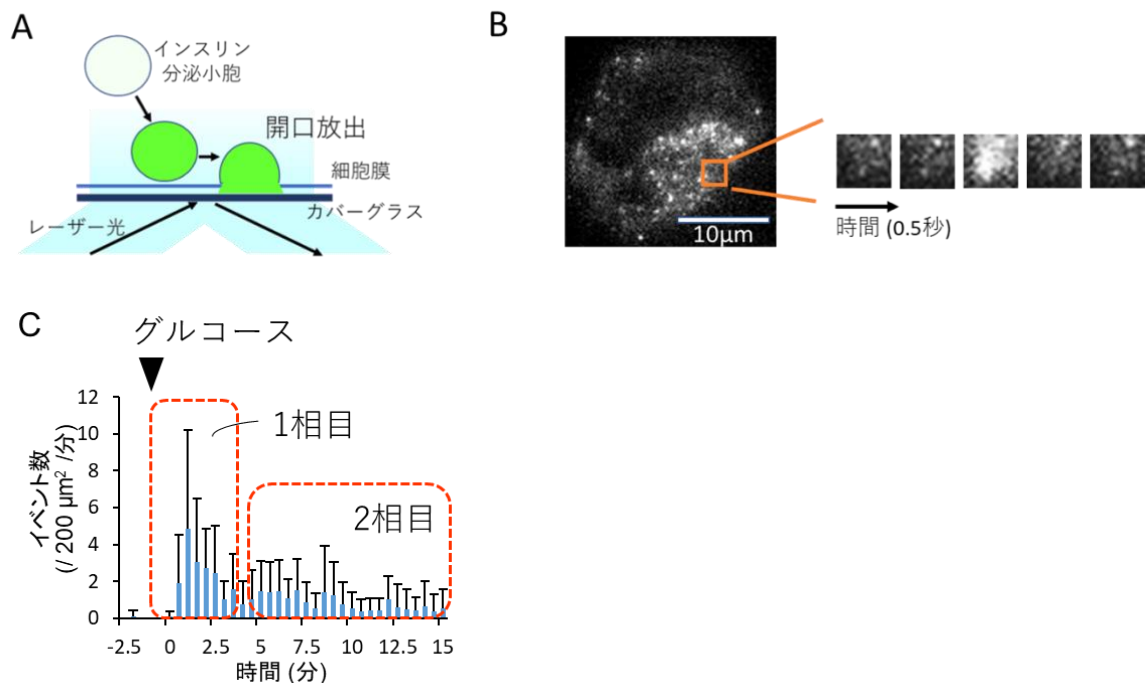 A
インスリン
分泌小胞
開口放出
細胞膜
カバーグラス
レーザー光
B
10μm
時間 (0.5秒)
C
グルコース
1相目
2相目
イベント数
(/ 200 μm² /分)
12
10
8
6
4
2
0
-2.5 0 2.5 5 7.5 10 12.5 15
時間 (分)